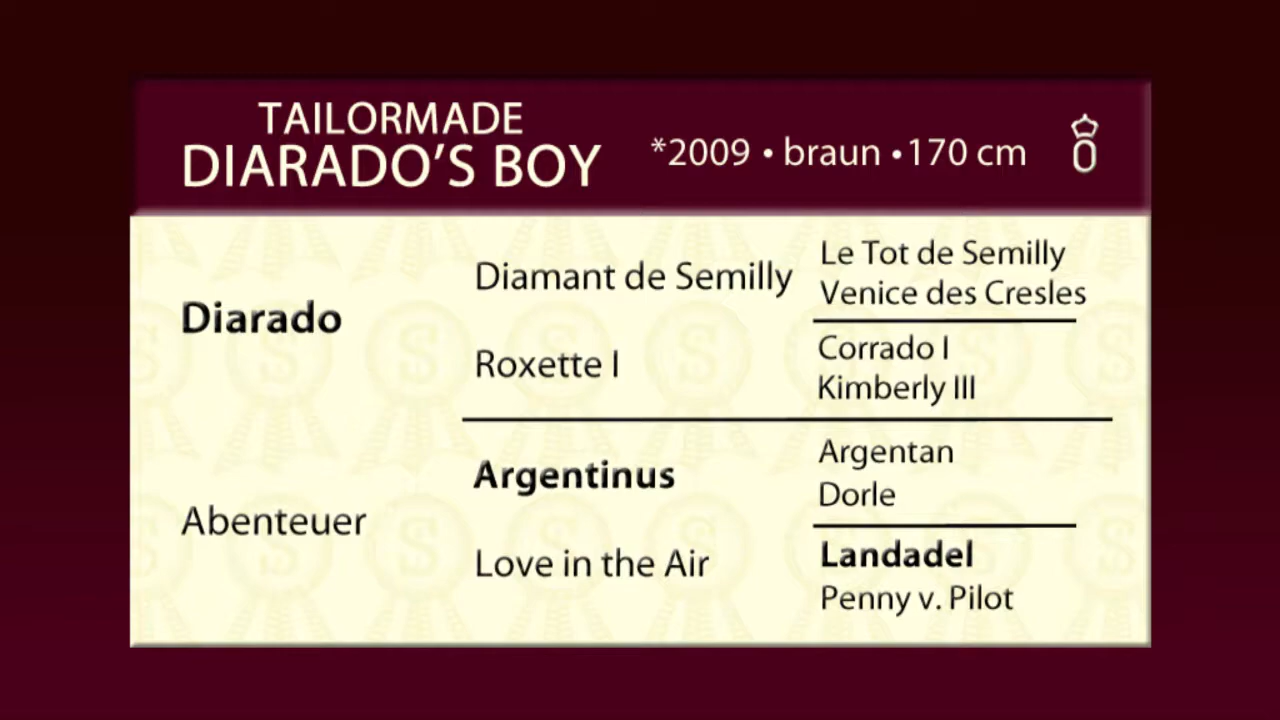 TAILORMADE
DIARADO'S BOY
*2009 • braun • 170 cm
Diarado
Diamant de Semilly
Le Tot de Semilly
Venice des Cresles
Roxette I
Corrado I
Kimberly III
Abenteuer
Argentinus
Argentan
Dorle
Love in the Air
Landadel
Penny v. Pilot